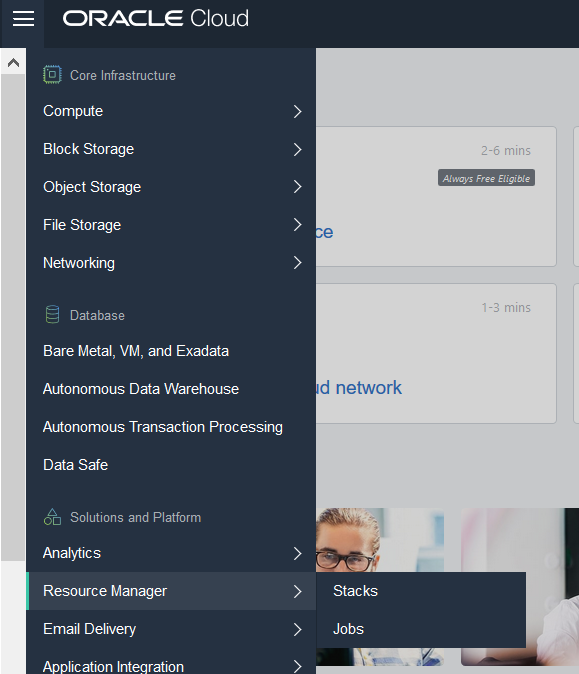 ORACLE Cloud
Core Infrastructure
Compute
Block Storage
Object Storage
File Storage
Networking
Database
Bare Metal, VM, and Exadata
Autonomous Data Warehouse
Autonomous Transaction Processing
Data Safe
Solutions and Platform
Analytics
Resource Manager
Email Delivery
Application Integration
Stacks
Jobs
2-6 mins
Always Free Eligible
1-3 mins
network